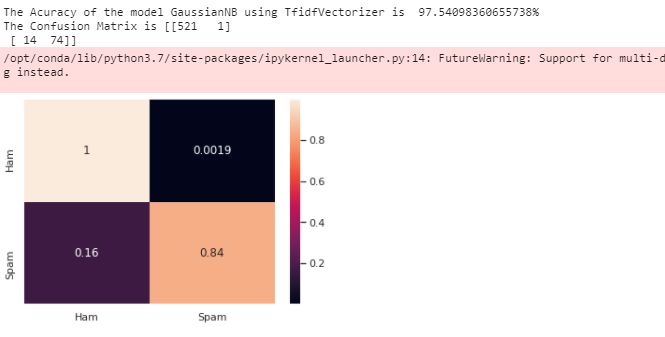 The Acuracy of the model GaussianNB using TfidfVectorizer is  97.54098360655738%
The Confusion Matrix is [[521   1]
 [ 14  74]]
/opt/conda/lib/python3.7/site-packages/ipykernel_launcher.py:14: FutureWarning: Support for multi-d
g instead.
Ham
1
0.0019
0.8
0.6
0.4
0.2
Spam
0.16
0.84
Ham
Spam